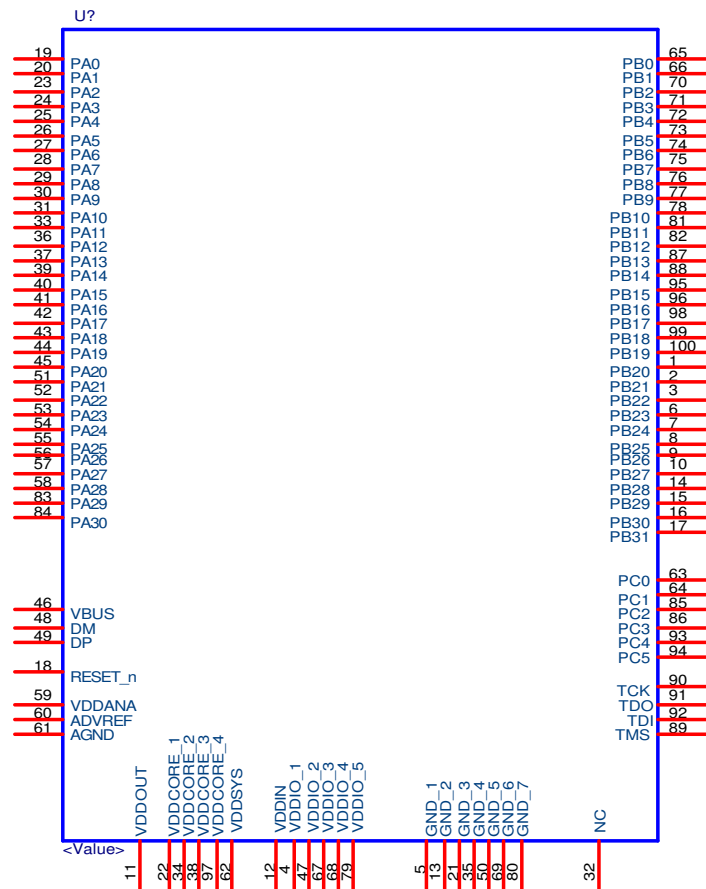 U?
19 PA0 PB0 65
20 PA1 PB1 66
23 PA2 PB2 70
24 PA3 PB3 71
25 PA4 PB4 72
26 PA5 PB5 73
27 PA6 PB6 74
28 PA7 PB7 75
29 PA8 PB8 76
30 PA9 PB9 77
31 PA10 PB10 78
33 PA11 PB11 81
36 PA12 PB12 82
37 PA13 PB13 87
39 PA14 PB14 88
40 PA15 PB15 95
41 PA16 PB16 96
42 PA17 PB17 98
43 PA18 PB18 99
44 PA19 PB19 100
45 PA20 PB20 1
51 PA21 PB21 2
52 PA22 PB22 3
53 PA23 PB23 6
54 PA24 PB24 7
55 PA25 PB25 8
56 PA26 PB26 9
57 PA27 PB27 10
58 PA28 PB28 14
83 PA29 PB29 15
84 PA30 PB30 16
PB31 17
PC0 63
PC1 64
46 VBUS PC2 85
48 DM PC3 86
49 DP PC4 93
PC5 94
18 RESET_n
TCK 90
59 VDDANA TDO 91
60 ADVREF TDI 92
61 AGND TMS 89
VDDOUT 11
VDDCORE_1 22
VDDCORE_2 34
VDDCORE_3 38
VDDCORE_4 97
VDDSYS 62
VDDIN 12
VDDIO_1 4
VDDIO_2 47
VDDIO_3 67
VDDIO_4 68
VDDIO_5 79
GND_1 5
GND_2 13
GND_3 21
GND_4 35
GND_5 50
GND_6 69
GND_7 80
NC 32
<Value>